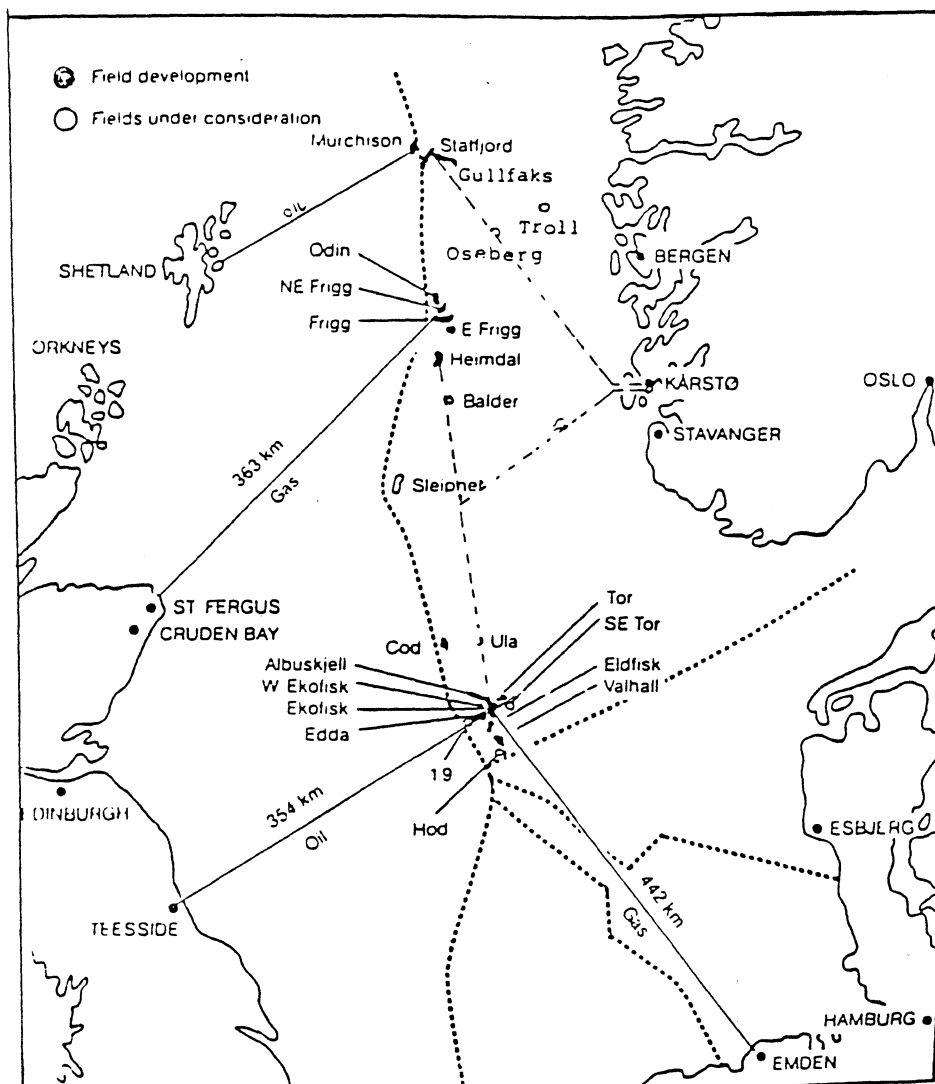 Field development
Fields under consideration
Murchison
Statfjord
Gullfaks
OIL
Troll
Oseberg
SHETLAND
BERGEN
Odin
NE Frigg
Frigg
E Frigg
ORKNEYS
Heimdal
KÅRSTØ
OSLO
Balder
STAVANGER
363 km
Gas
Sleipner
ST FERGUS
CRUDEN BAY
Cod
Ula
Tor
SE Tor
Albuskjell
Eldfisk
W Ekofisk
Valhall
Ekofisk
Edda
19
Hod
354 km
Oil
EDINBURGH
ESBJERG
442 km
Gas
TEESSIDE
HAMBURG
EMDEN